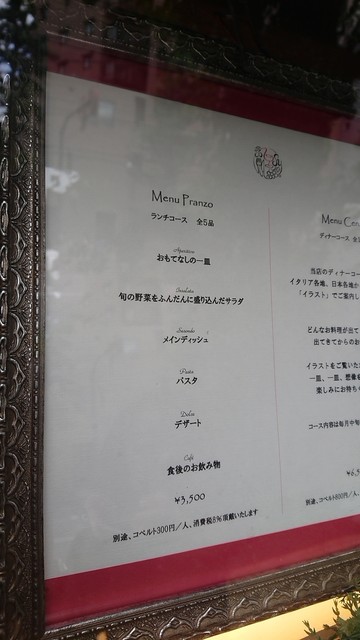 Menu Pranzo
ランチコース 全5品
Aperitivo
おもてなしの一皿
Insalata
旬の野菜をふんだんに盛り込んだサラダ
Secondo
メインディッシュ
Pasta
パスタ
Dolce
デザート
Caffè
食後のお飲み物
¥3,500
別途、コペルト300円/人、消費税8%頂戴いたします
Menu Cen
ディナーコース 全
当店のディナーコー
イタリア各地、日本各地か
「イラスト」でご案内し
どんなお料理が出て
出てきてからのお
イラストをご覧いた
一皿、一皿、想像を
楽しみにお待ち
コース内容は毎月中旬
¥6,
別途、コペルト600円/人、